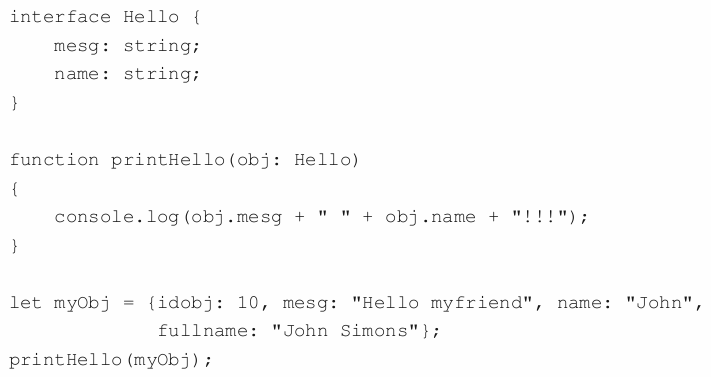 interface Hello {
    mesg: string;
    name: string;
}

function printHello(obj: Hello)
{
    console.log(obj.mesg + " " + obj.name + "!!!");
}

let myObj = {idobj: 10, mesg: "Hello myfriend", name: "John",
             fullname: "John Simons"};
printHello(myObj);